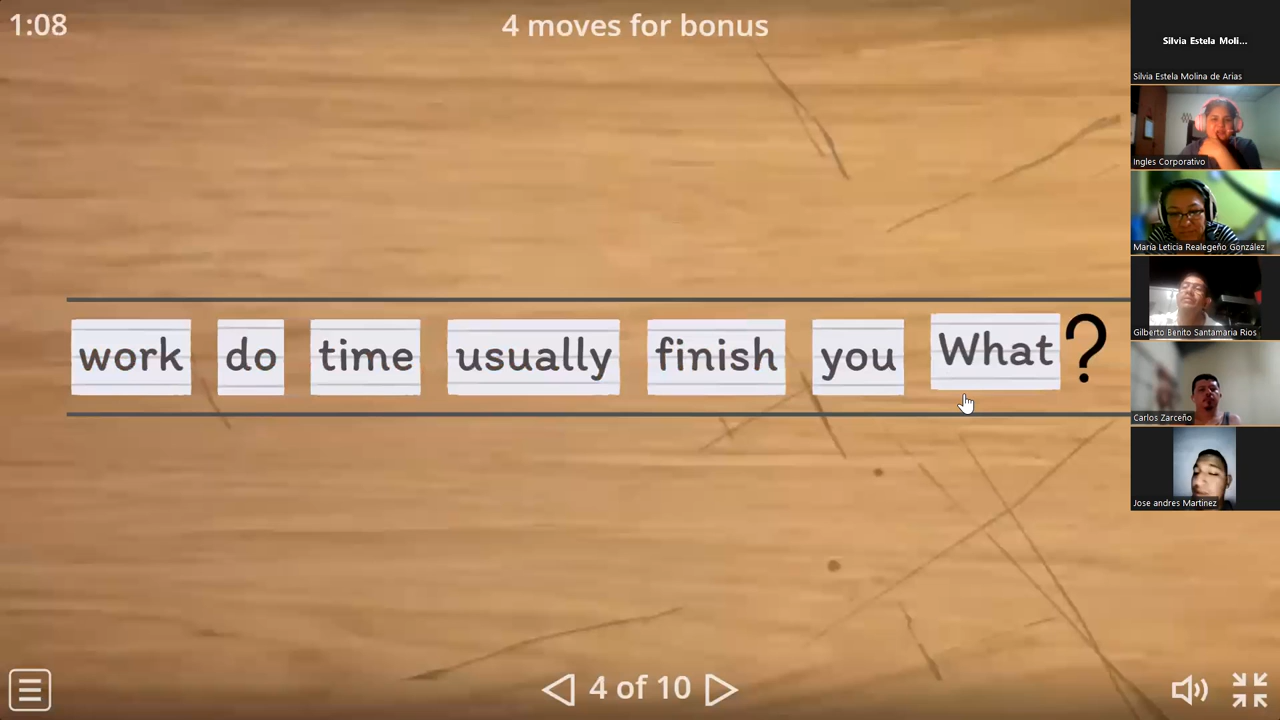 1:08
4 moves for bonus
work do time usually finish you What ?
4 of 10
Silvia Estela Moli...
Silvia Estela Molina de Arias
Ingles Corporativo
María Leticia Realegeño González
Gilberto Benito Santamaria Rios
Carlos Zarceño
Jose andres Martinez